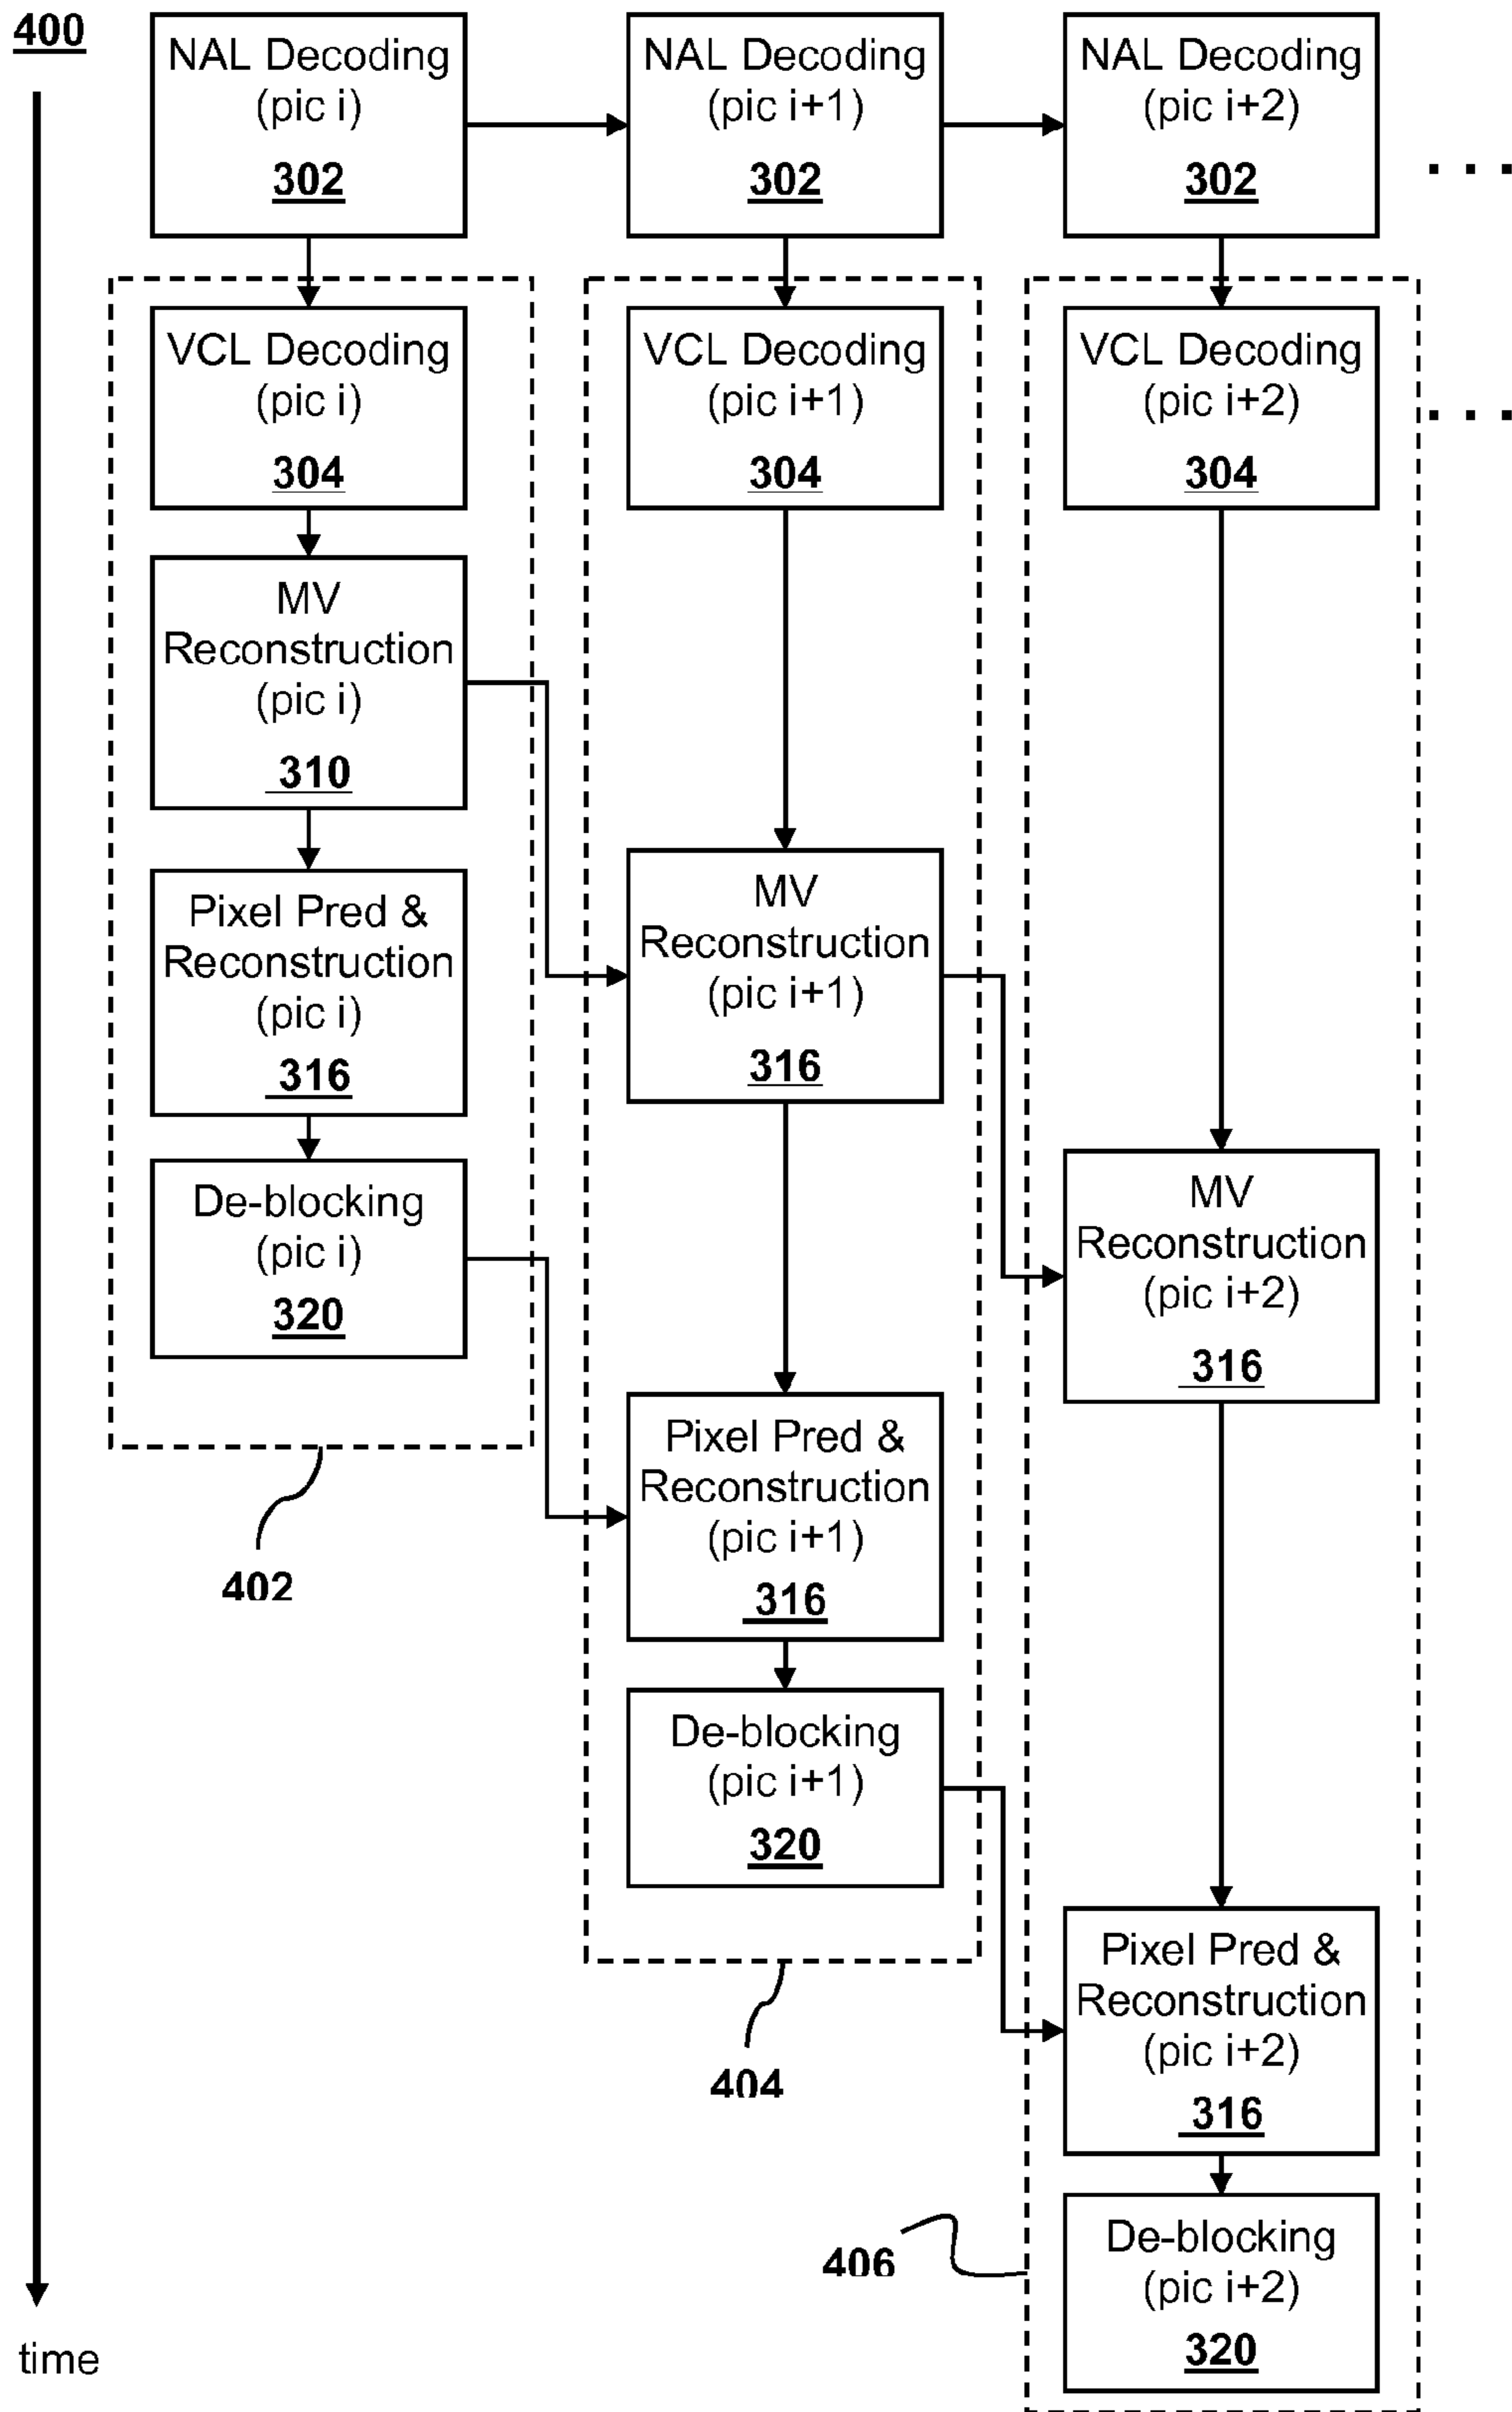 400
NAL Decoding
(pic i)
302
NAL Decoding
(pic i+1)
302
NAL Decoding
(pic i+2)
302
. . .
VCL Decoding
(pic i)
304
VCL Decoding
(pic i+1)
304
VCL Decoding
(pic i+2)
304
. . .
MV
Reconstruction
(pic i)
310
Pixel Pred &
Reconstruction
(pic i)
316
De-blocking
(pic i)
320
402
MV
Reconstruction
(pic i+1)
316
Pixel Pred &
Reconstruction
(pic i+1)
316
De-blocking
(pic i+1)
320
404
MV
Reconstruction
(pic i+2)
316
Pixel Pred &
Reconstruction
(pic i+2)
316
De-blocking
(pic i+2)
320
406
time